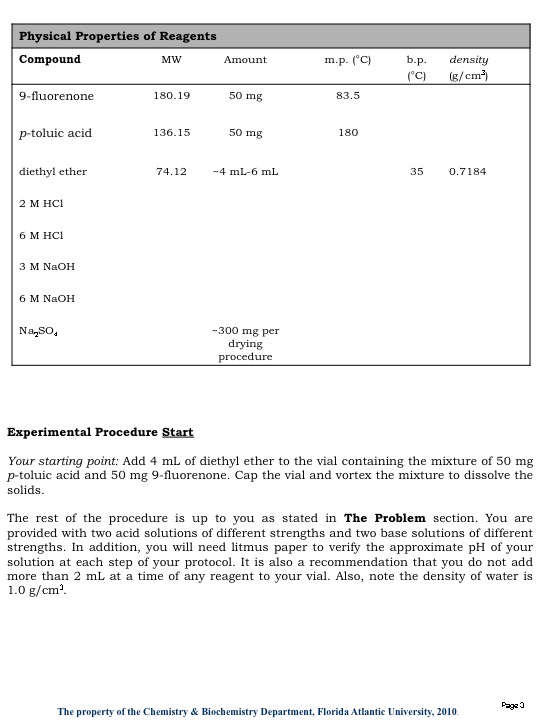 Physical Properties of Reagents
Compound MW Amount m.p. (°C) b.p. (°C) density (g/cm³)
9-fluorenone 180.19 50 mg 83.5
p-toluic acid 136.15 50 mg 180
diethyl ether 74.12 ~4 mL-6 mL 35 0.7184
2 M HCl
6 M HCl
3 M NaOH
6 M NaOH
Na₂SO₄ ~300 mg per drying procedure
Experimental Procedure Start
Your starting point: Add 4 mL of diethyl ether to the vial containing the mixture of 50 mg
p-toluic acid and 50 mg 9-fluorenone. Cap the vial and vortex the mixture to dissolve the
solids.
The rest of the procedure is up to you as stated in The Problem section. You are
provided with two acid solutions of different strengths and two base solutions of different
strengths. In addition, you will need litmus paper to verify the approximate pH of your
solution at each step of your protocol. It is also a recommendation that you do not add
more than 2 mL at a time of any reagent to your vial. Also, note the density of water is
1.0 g/cm³.
Page 3
The property of the Chemistry & Biochemistry Department, Florida Atlantic University, 2010.